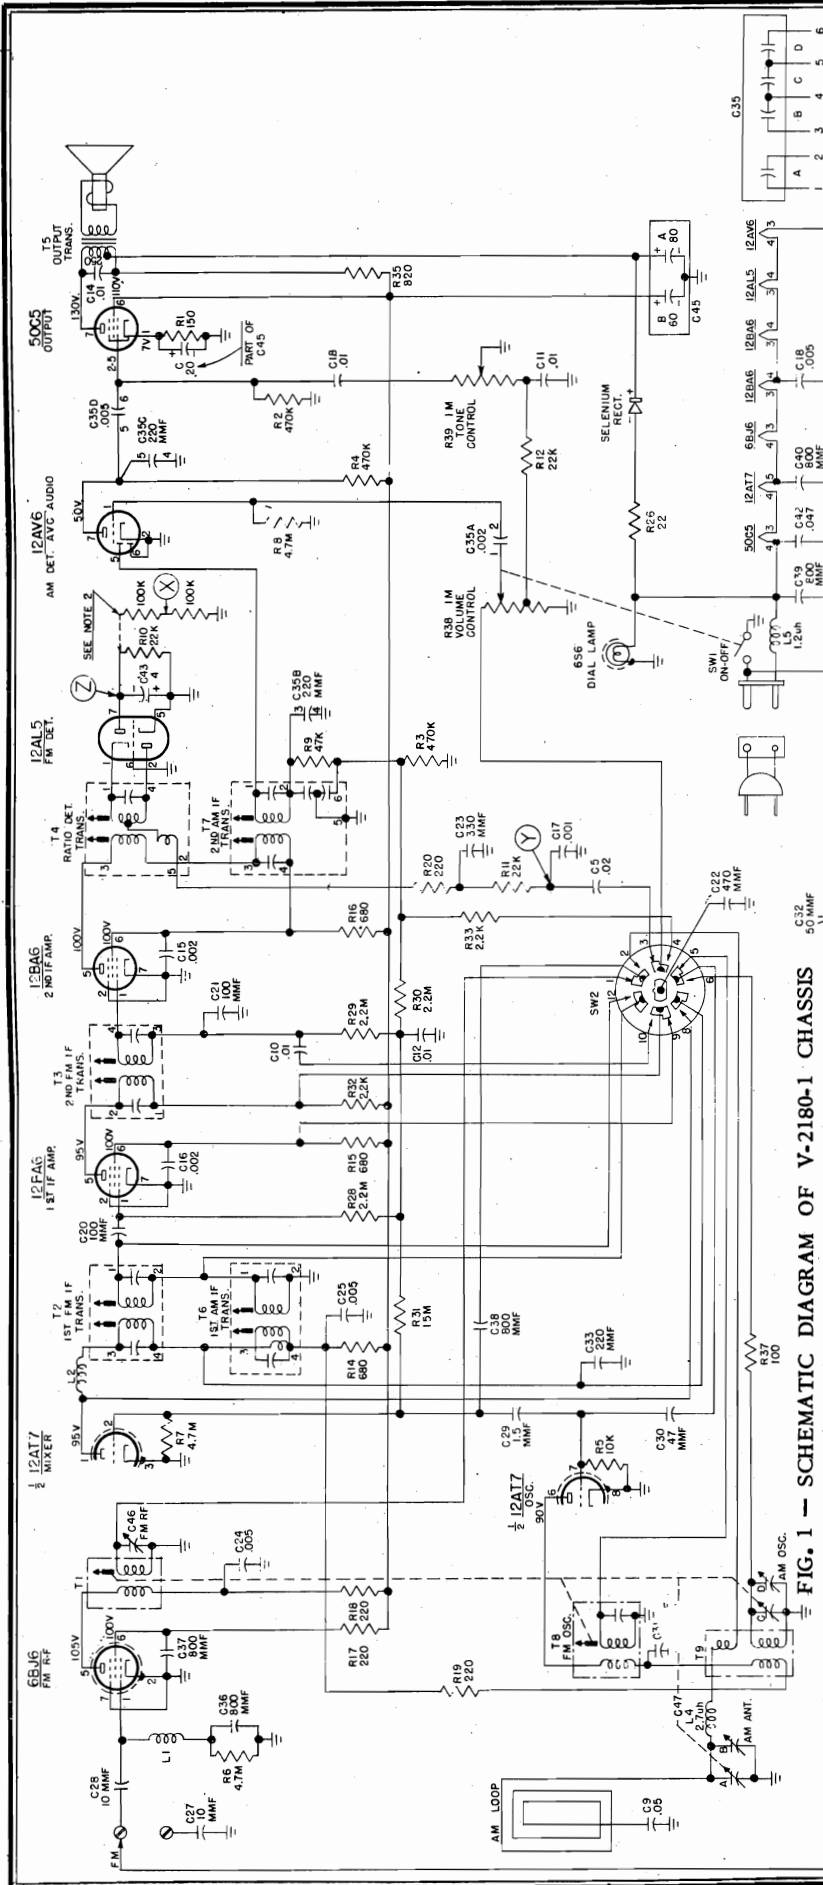 6BJ6
FM R-F
1/2 12AT7
MIXER
1ST IF AMP.
12BA6
2 ND IF AMP.
12AL5
FM DET.
12AV6
AM DET. AVC AUDIO
50C5
OUTPUT
T5
OUTPUT
TRANS.
T1
T2
1ST FM IF
TRANS.
T3
2ND FM IF
TRANS.
T4
RATIO DET.
TRANS.
T6
1ST AM IF
TRANS.
T7
2ND AM IF
TRANS.
SEE NOTE 2
FM
C28
10 MMF
C27
10
MMF
L1
R6
4.7M
C36
800
MMF
C37
800
MMF
105V
100V
R17
220
R18
220
C24
.005
C46
FM RF
95V
L2
R7
4.7M
R14
680
C25
.005
C20
100
MMF
95V
100V
C16
.002
R28
2.2M
R15
680
R32
2.2K
C10
.01
R29
2.2M
C21
100
MMF
100V
100V
C15
.002
R16
680
R9
47K
C35B
220
MMF
R3
470K
Z
C43
4
R10
22K
100K
X
100K
50V
R8
4.7M
R4
470K
C35D
.005
C35C
220
MMF
R2
470K
C18
.01
130V
110V
C14
.01
7V
R1
150
20
PART OF
C45
R35
820
R31
15M
R30
2.2M
C12
.01
R33
2.2K
R20
220
C23
330
MMF
R11
22K
Y
C17
.001
C5
.02
R38 1M
VOLUME
CONTROL
C35A
.002
R12
22K
R39 1M
TONE
CONTROL
C11
.01
R19
220
1/2 12AT7
OSC.
90V
R5
10K
C29
1.5
MMF
C30
47
MMF
C38
800
MMF
C33
220
MMF
SW2
C22
470
MMF
6S6
DIAL LAMP
R26
22
SELENIUM
RECT.
A
80
B
60
C45
AM LOOP
C9
.05
A
B
AM ANT.
C47
L4
2.7uh
T8
FM OSC.
T9
C
D
AM OSC.
R37
100
SW1
ON-OFF
L5
1.2uh
C39
800
MMF
C42
.047
C40
800
MMF
C18
.005
50C5
12AT7
6BJ6
12BA6
12BA6
12AL5
12AV6
C35
A
B
C
D
1
2
3
4
5
6
C32
50 MMF
FIG. 1 — SCHEMATIC DIAGRAM OF V-2180-1 CHASSIS